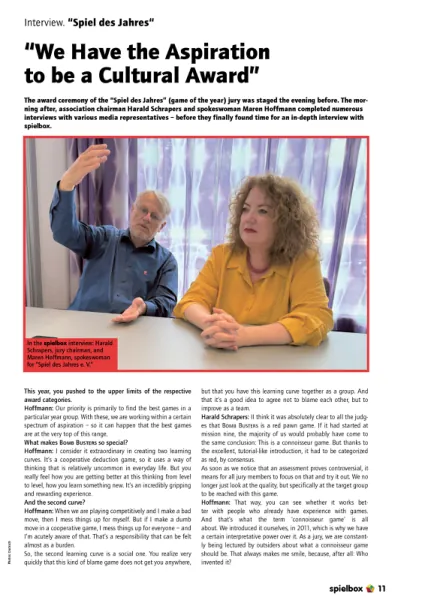 Interview. “Spiel des Jahres“
“We Have the Aspiration
to be a Cultural Award”
The award ceremony of the “Spiel des Jahres” (game of the year) jury was staged the evening before. The mor-
ning after, association chairman Harald Schrapers and spokeswoman Maren Hoffmann completed numerous
interviews with various media representatives – before they finally found time for an in-depth interview with
spielbox.
In the spielbox interview: Harald
Schrapers, jury chairman, and
Maren Hoffmann, spokeswoman
for “Spiel des Jahres e. V.”
This year, you pushed to the upper limits of the respective
award categories.
Hoffmann: Our priority is primarily to find the best games in a
particular year group. With these, we are working within a certain
spectrum of aspiration – so it can happen that the best games
are at the very top of this range.
What makes Bomb Busters so special?
Hoffmann: I consider it extraordinary in creating two learning
curves. It’s a cooperative deduction game, so it uses a way of
thinking that is relatively uncommon in everyday life. But you
really feel how you are getting better at this thinking from level
to level, how you learn something new. It’s an incredibly gripping
and rewarding experience.
And the second curve?
Hoffmann: When we are playing competitively and I make a bad
move, then I mess things up for myself. But if I make a dumb
move in a cooperative game, I mess things up for everyone – and
I’m acutely aware of that. That’s a responsibility that can be felt
almost as a burden.
So, the second learning curve is a social one. You realize very
quickly that this kind of blame game does not get you anywhere,
but that you have this learning curve together as a group. And
that it’s a good idea to agree not to blame each other, but to
improve as a team.
Harald Schrapers: II think it was absolutely clear to all the judg-
es that Bomb Busters is a red pawn game. If it had started at
mission nine, the majority of us would probably have come to
the same conclusion: This is a connoisseur game. But thanks to
the excellent, tutorial-like introduction, it had to be categorized
as red, by consensus.
As soon as we notice that an assessment proves controversial, it
means for all jury members to focus on that and try it out. We no
longer just look at the quality, but specifically at the target group
to be reached with this game.
Hoffmann: That way, you can see whether it works bet-
ter with people who already have experience with games.
And that’s what the term ‘connoisseur game’ is all
about. We introduced it ourselves, in 2011, which is why we have
a certain interpretative power over it. As a jury, we are constant-
ly being lectured by outsiders about what a connoisseur game
should be. That always makes me smile, because, after all: Who
invented it?
spielbox 11